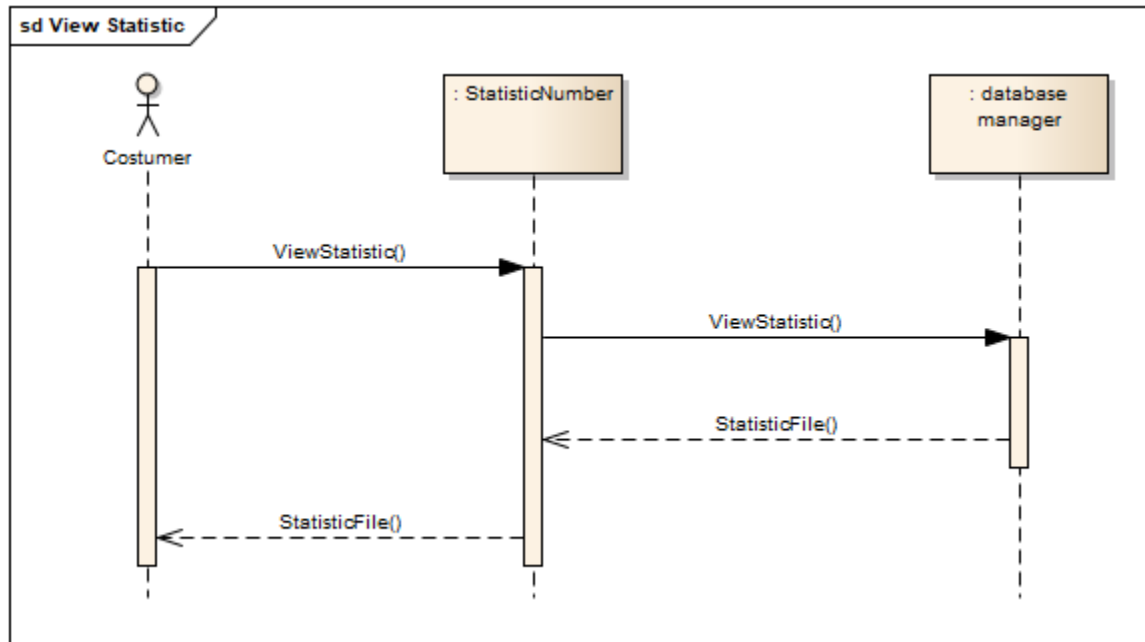 sd View Statistic
Costumer
: StatisticNumber
: database
manager
ViewStatistic()
ViewStatistic()
StatisticFile()
StatisticFile()